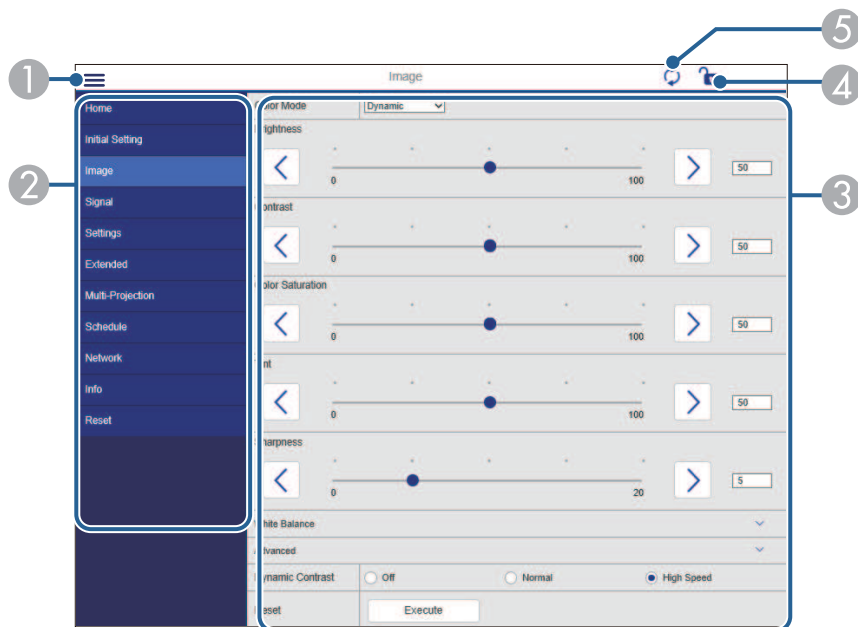 5
1
Image
4
Home
Color Mode
Dynamic
Initial Setting
rightness
2
Image
0
100
50
3
Signal
ontrast
Settings
0
100
50
Extended
olor Saturation
Multi-Projection
Schedule
0
100
50
Network
nt
Info
0
100
50
Reset
harpness
0
20
5
hite Balance
dvanced
ynamic Contrast
Off
Normal
High Speed
eset
Execute